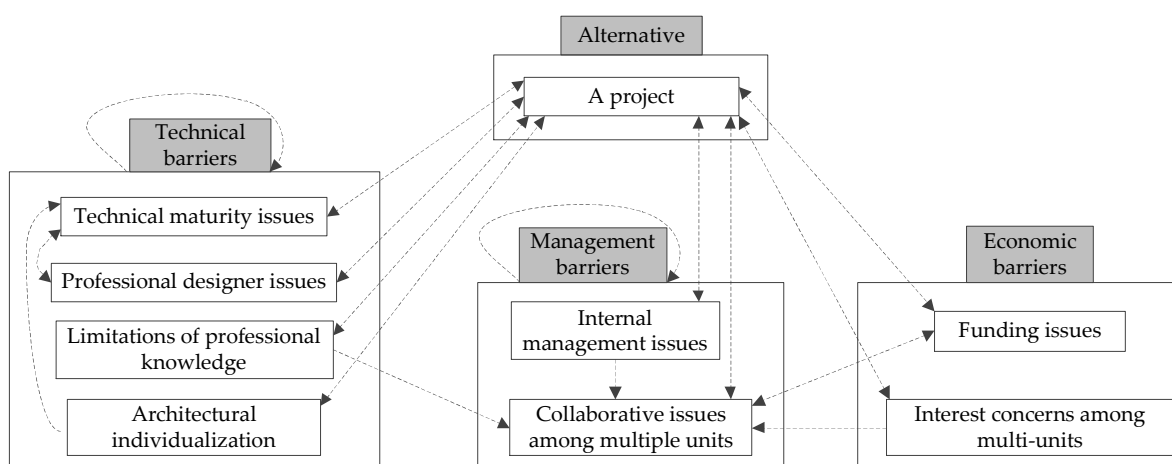 Alternative
A project
Technical
barriers
Technical maturity issues
Professional designer issues
Limitations of professional
knowledge
Architectural
individualization
Management
barriers
Internal
management issues
Collaborative issues
among multiple units
Economic
barriers
Funding issues
Interest concerns among
multi-units